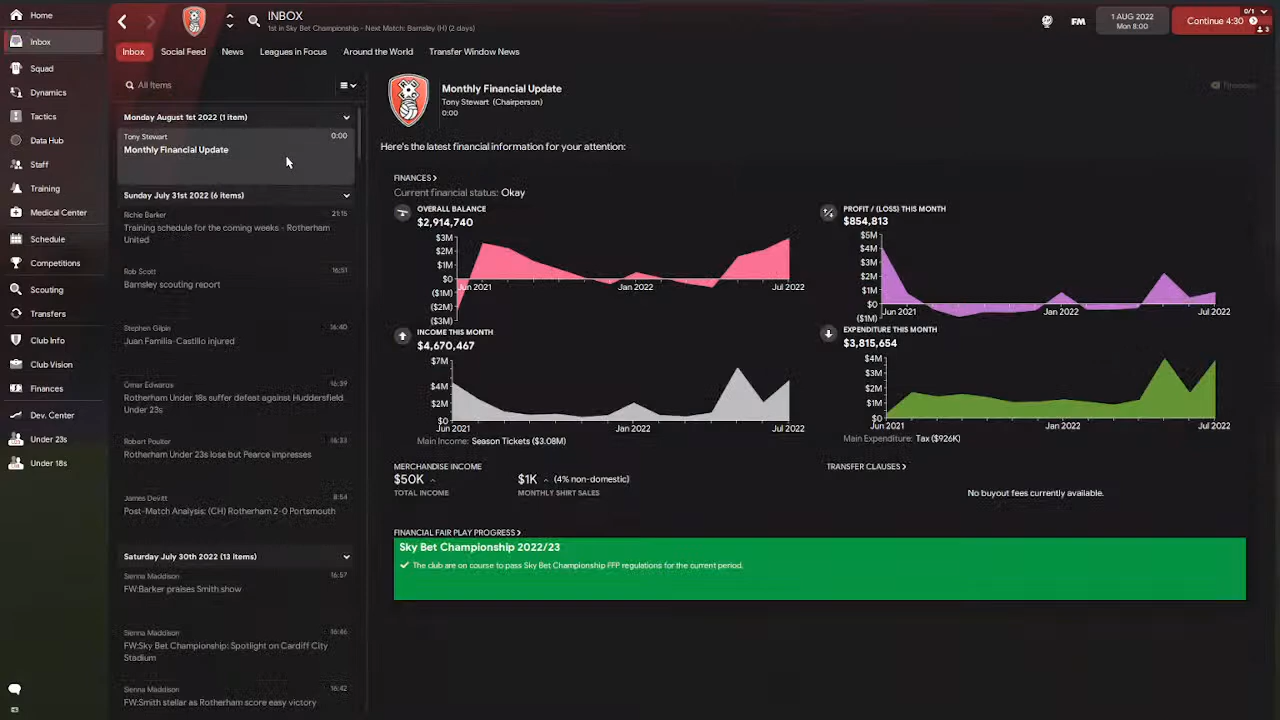 Home
Inbox
Squad
Dynamics
Tactics
Data Hub
Staff
Training
Medical Center
Schedule
Competitions
Scouting
Transfers
Club Info
Club Vision
Finances
Dev. Center
Under 23s
Under 18s
INBOX
1st in Sky Bet Championship - Next Match: Barnsley (H) (2 days)
FM
1 AUG 2022
Mon 8:00
Continue 4:30
0/1
3
Inbox
Social Feed
News
Leagues in Focus
Around the World
Transfer Window News
All Items
Monday August 1st 2022 (1 item)
Tony Stewart
0:00
Monthly Financial Update
Sunday July 31st 2022 (6 items)
Richie Barker
21:15
Training schedule for the coming weeks - Rotherham
United
Rob Scott
16:51
Barnsley scouting report
Stephen Gilpin
16:40
Juan Familia-Castillo injured
Omar Edwards
16:39
Rotherham Under 18s suffer defeat against Huddersfield
Under 23s
Robert Poulter
16:33
Rotherham Under 23s lose but Pearce impresses
James Devitt
8:54
Post-Match Analysis: (CH) Rotherham 2-0 Portsmouth
Saturday July 30th 2022 (13 items)
Sienna Maddison
16:57
FW:Barker praises Smith show
Sienna Maddison
16:46
FW:Sky Bet Championship: Spotlight on Cardiff City
Stadium
Sienna Maddison
16:42
FW:Smith stellar as Rotherham score easy victory
Monthly Financial Update
Tony Stewart (Chairperson)
0:00
Here's the latest financial information for your attention:
FINANCES
Current financial status: Okay
OVERALL BALANCE
$2,914,740
$3M
$2M
$1M
$0
($1M)
($2M)
($3M)
Jun 2021
Jan 2022
Jul 2022
PROFIT / (LOSS) THIS MONTH
$854,813
$5M
$4M
$3M
$2M
$1M
$0
($1M)
Jun 2021
Jan 2022
Jul 2022
INCOME THIS MONTH
$4,670,467
$7M
$4M
$2M
$0
Jun 2021
Jan 2022
Jul 2022
Main Income: Season Tickets ($3.08M)
EXPENDITURE THIS MONTH
$3,815,654
$4M
$3M
$2M
$1M
$0
Jun 2021
Jan 2022
Jul 2022
Main Expenditure: Tax ($926K)
MERCHANDISE INCOME
$50K
TOTAL INCOME
$1K
(4% non-domestic)
MONTHLY SHIRT SALES
TRANSFER CLAUSES
No buyout fees currently available.
FINANCIAL FAIR PLAY PROGRESS
Sky Bet Championship 2022/23
The club are on course to pass Sky Bet Championship FFP regulations for the current period.